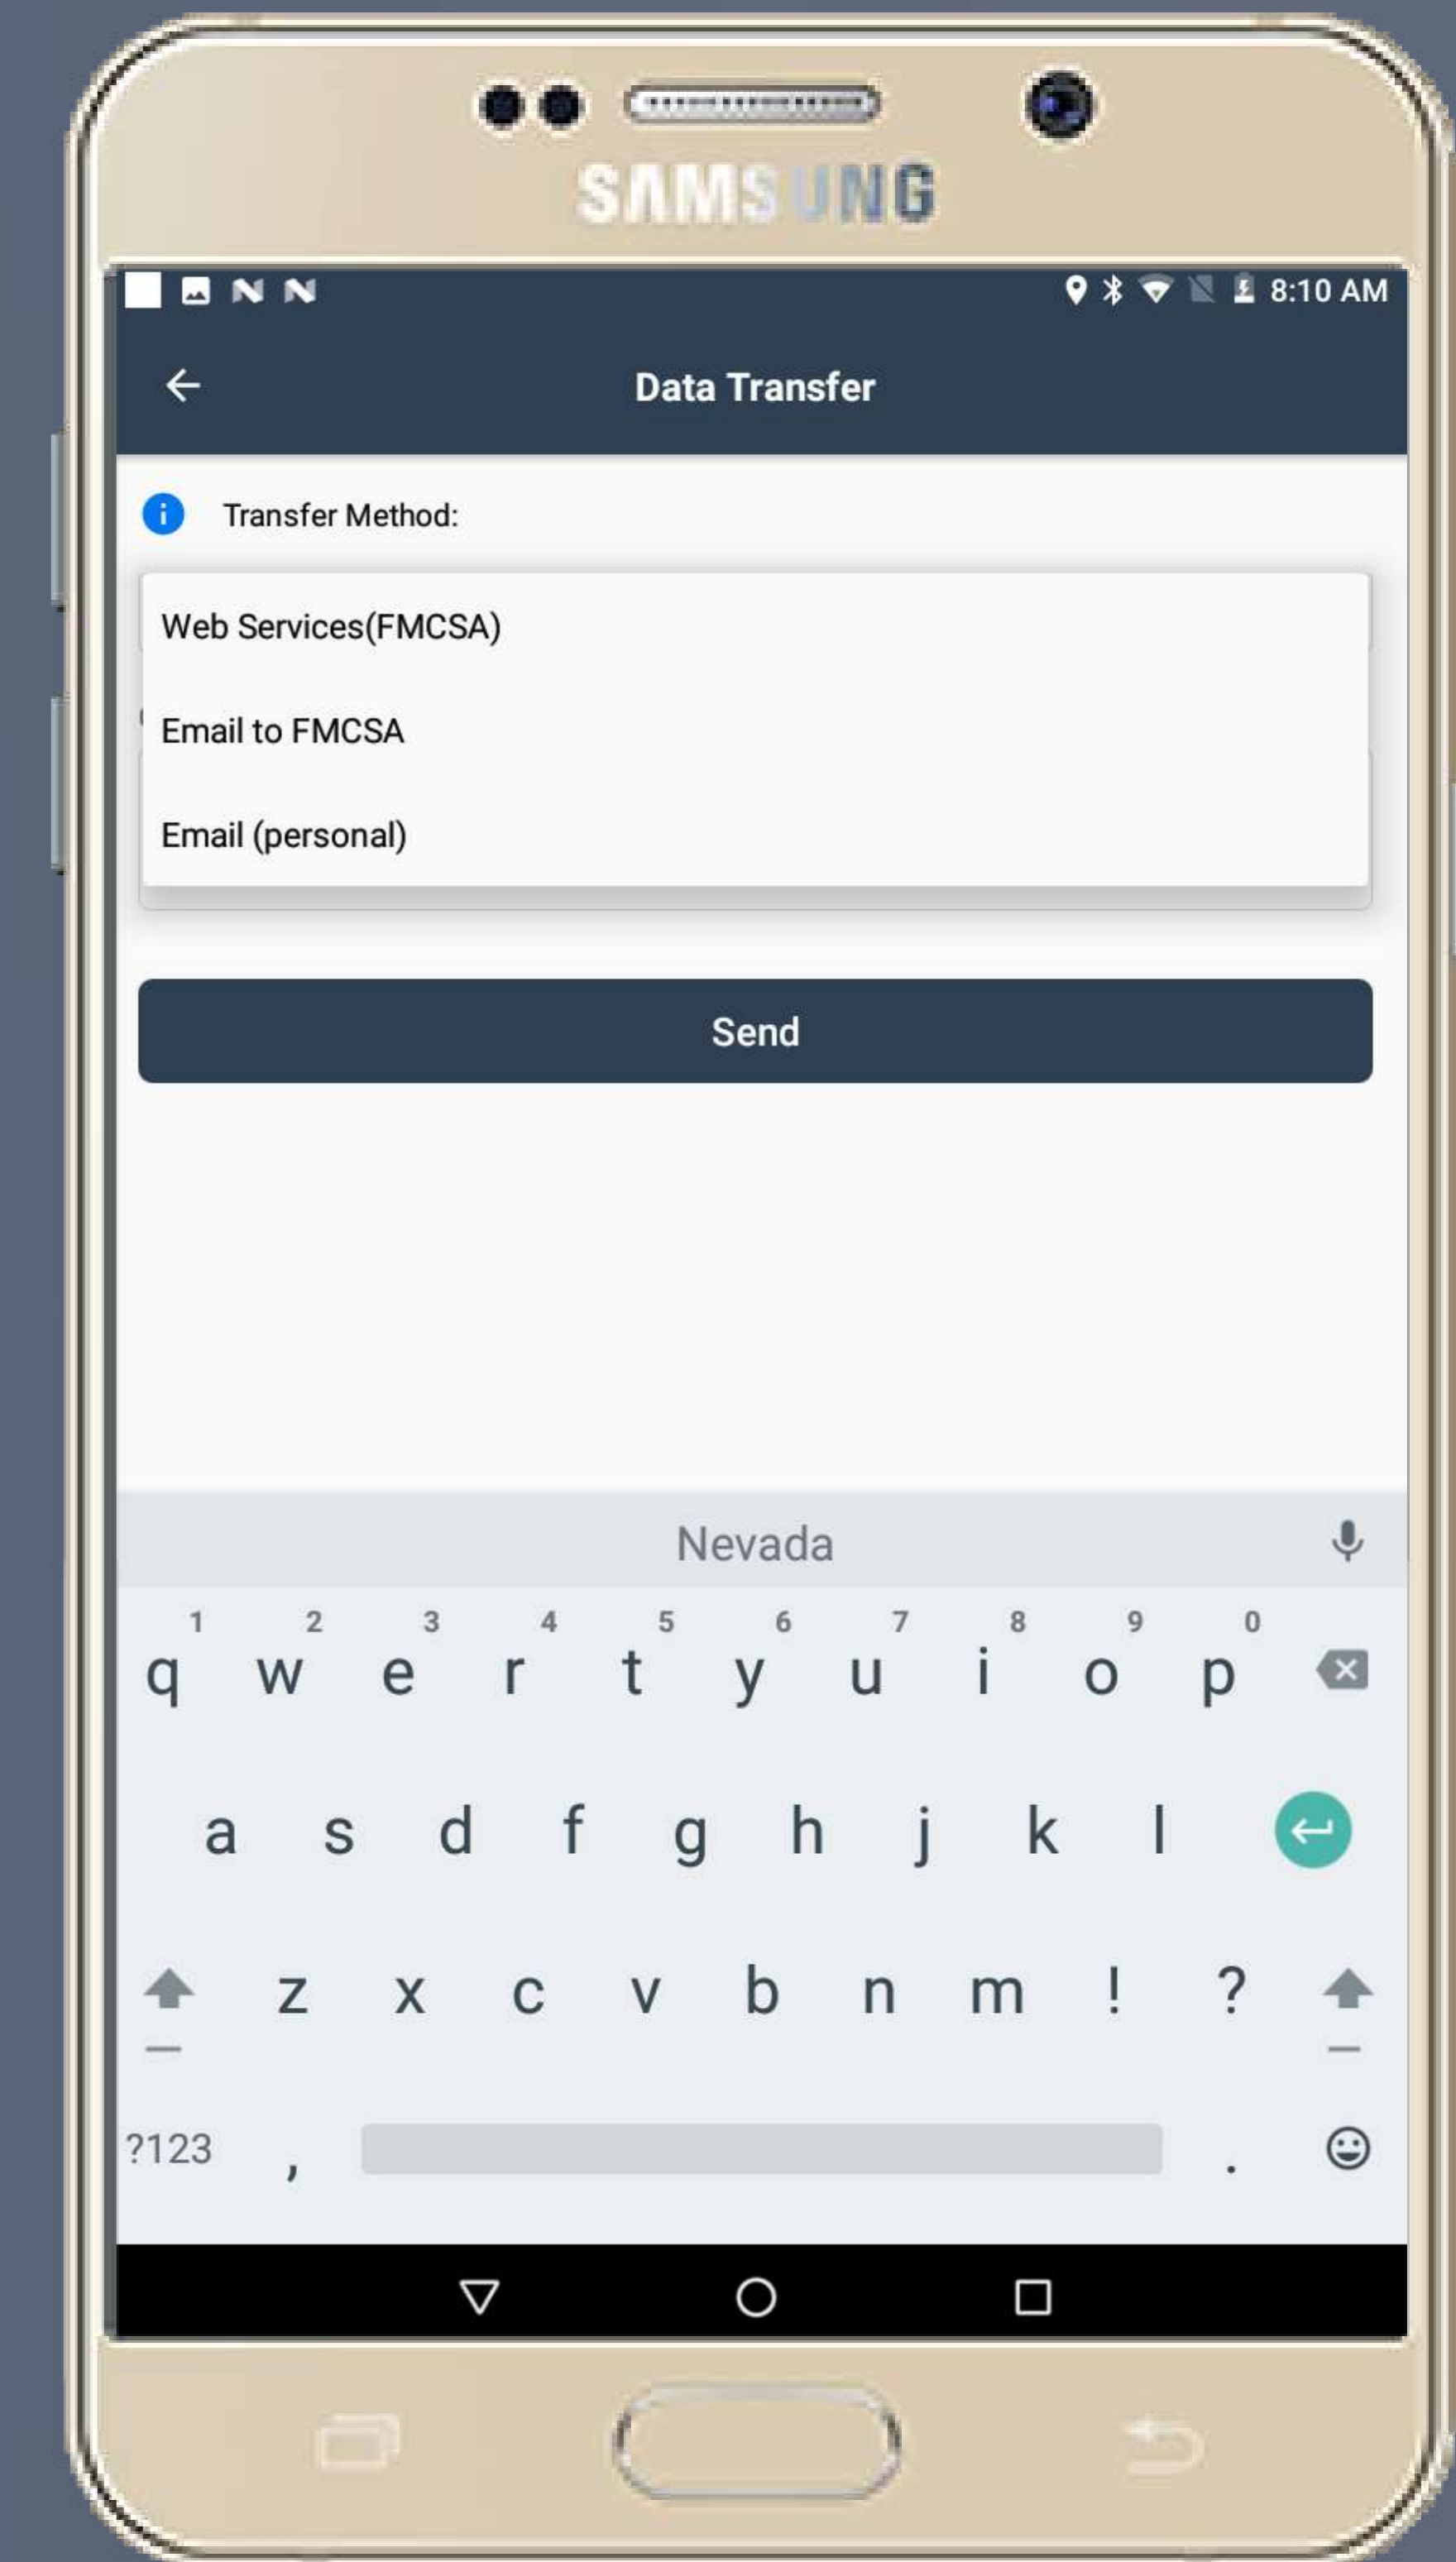 SAMSUNG
8:10 AM
Data Transfer
Transfer Method:
Web Services(FMCSA)
Email to FMCSA
Email (personal)
Send
Nevada
1 2 3 4 5 6 7 8 9 0
q w e r t y u i o p
a s d f g h j k l
z x c v b n m ! ?
?123 , .